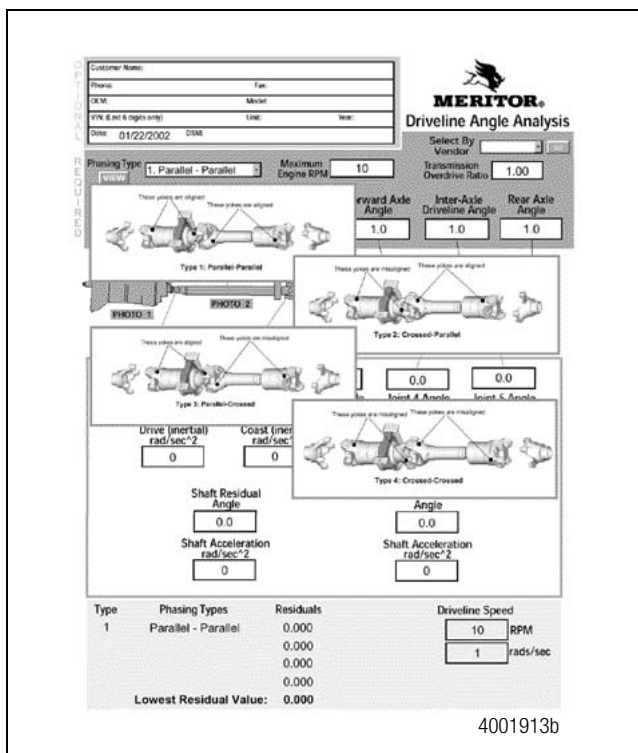 OPTIONAL
Customer Name:
Phone: Fax:
OEM: Model:
VIN (Last 6 digits only) Unit: Year:
Date: 01/22/2002 DSM:
MERITOR®
Driveline Angle Analysis
REQUIRED
Select By
Vendor
Phasing Type 1. Parallel - Parallel
VIEW
Maximum
Engine RPM 10
Transmission
Overdrive Ratio 1.00
Axle Inter-Axle Rear Axle
Angle Driveline Angle Angle
1.0 1.0 1.0
These yokes are aligned
Type 1: Parallel-Parallel
PHOTO 1 PHOTO 2
These yokes are misaligned These yokes are aligned
Type 2: Crossed-Parallel
These yokes are aligned These yokes are misaligned
Type 3: Parallel-Crossed
0.0 0.0
Joint 4 Angle Joint 5 Angle
These yokes are misaligned These yokes are misaligned
Type 4: Crossed-Crossed
Drive (inertial) Coast
rad/sec^2 rad/sec^
0 0
Shaft Residual
Angle Angle
0.0 0.0
Shaft Acceleration Shaft Acceleration
rad/sec^2 rad/sec^2
0 0
Type Phasing Types Residuals Driveline Speed
1 Parallel - Parallel 0.000 10 RPM
0.000 1 rads/sec
0.000
0.000
Lowest Residual Value: 0.000
4001913b